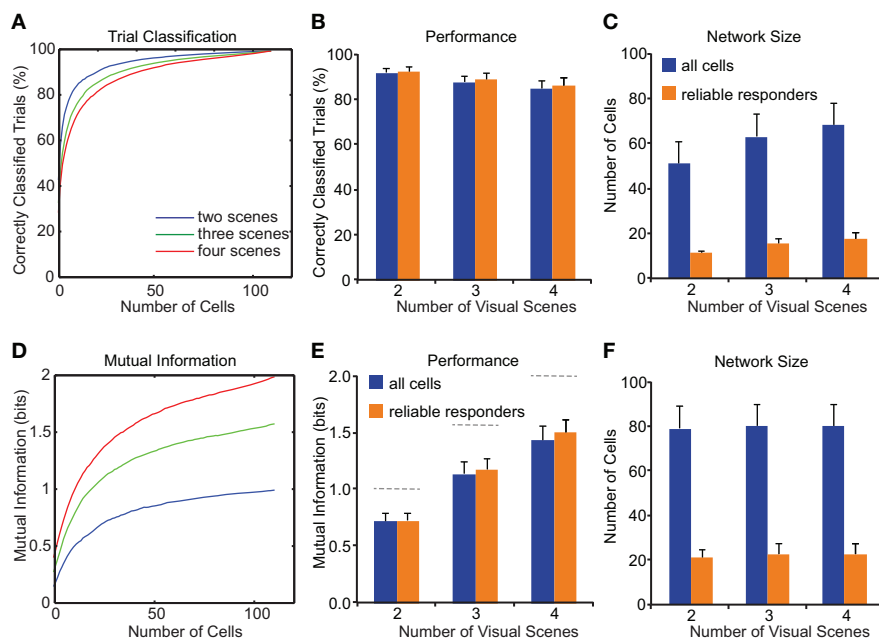 A
Trial Classification
Correctly Classified Trials (%)
100
80
60
40
20
0
two scenes
three scenes
four scenes
0
50
100
Number of Cells
B
Performance
Correctly Classified Trials (%)
100
80
60
40
20
0
2
3
4
Number of Visual Scenes
C
Network Size
all cells
reliable responders
Number of Cells
100
80
60
40
20
0
2
3
4
Number of Visual Scenes
D
Mutual Information
Mutual Information (bits)
2
1.5
1
0.5
0
0
50
100
Number of Cells
E
Performance
all cells
reliable responders
Mutual Information (bits)
2.0
1.5
1.0
0.5
0.0
2
3
4
Number of Visual Scenes
F
Network Size
Number of Cells
100
80
60
40
20
0
2
3
4
Number of Visual Scenes